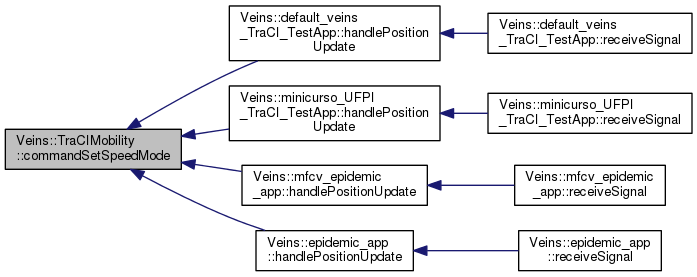 Veins::default_veins
_TraCI_TestApp::handlePosition
Update
Veins::default_veins
_TraCI_TestApp::receiveSignal
Veins::minicurso_UFPI
_TraCI_TestApp::handlePosition
Update
Veins::minicurso_UFPI
_TraCI_TestApp::receiveSignal
Veins::TraCIMobility
::commandSetSpeedMode
Veins::mfcv_epidemic
_app::handlePositionUpdate
Veins::mfcv_epidemic
_app::receiveSignal
Veins::epidemic_app
::handlePositionUpdate
Veins::epidemic_app
::receiveSignal